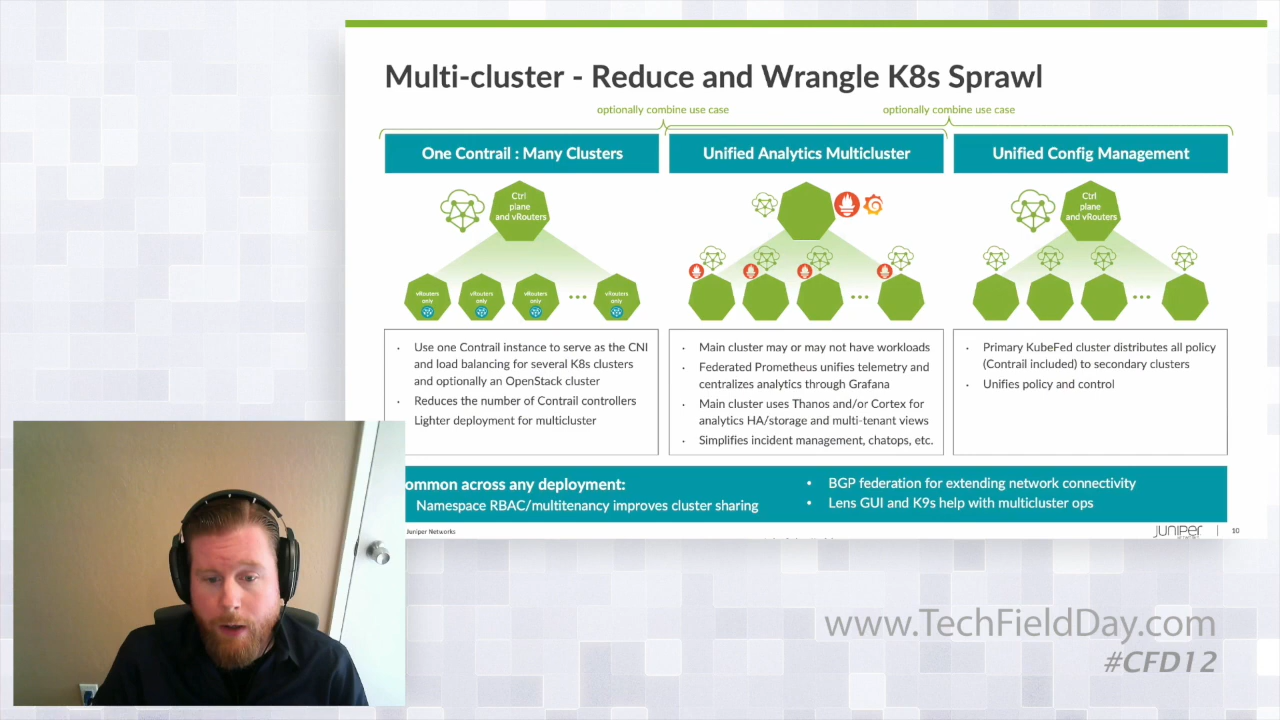 Multi-cluster - Reduce and Wrangle K8s Sprawl
optionally combine use case
optionally combine use case
One Contrail : Many Clusters
Unified Analytics Multicluster
Unified Config Management
Ctrl
plane
and vRouters
Ctrl
plane
and vRouters
vRouters
only
vRouters
only
vRouters
only
vRouters
only
· Use one Contrail instance to serve as the CNI
and load balancing for several K8s clusters
and optionally an OpenStack cluster
· Reduces the number of Contrail controllers
Lighter deployment for multicluster
· Main cluster may or may not have workloads
· Federated Prometheus unifies telemetry and
centralizes analytics through Grafana
· Main cluster uses Thanos and/or Cortex for
analytics HA/storage and multi-tenant views
· Simplifies incident management, chatops, etc.
· Primary KubeFed cluster distributes all policy
(Contrail included) to secondary clusters
· Unifies policy and control
ommon across any deployment:
Namespace RBAC/multitenancy improves cluster sharing
• BGP federation for extending network connectivity
• Lens GUI and K9s help with multicluster ops
Juniper Networks
JUNIPEr
10
www.TechFieldDay.com
#CFD12